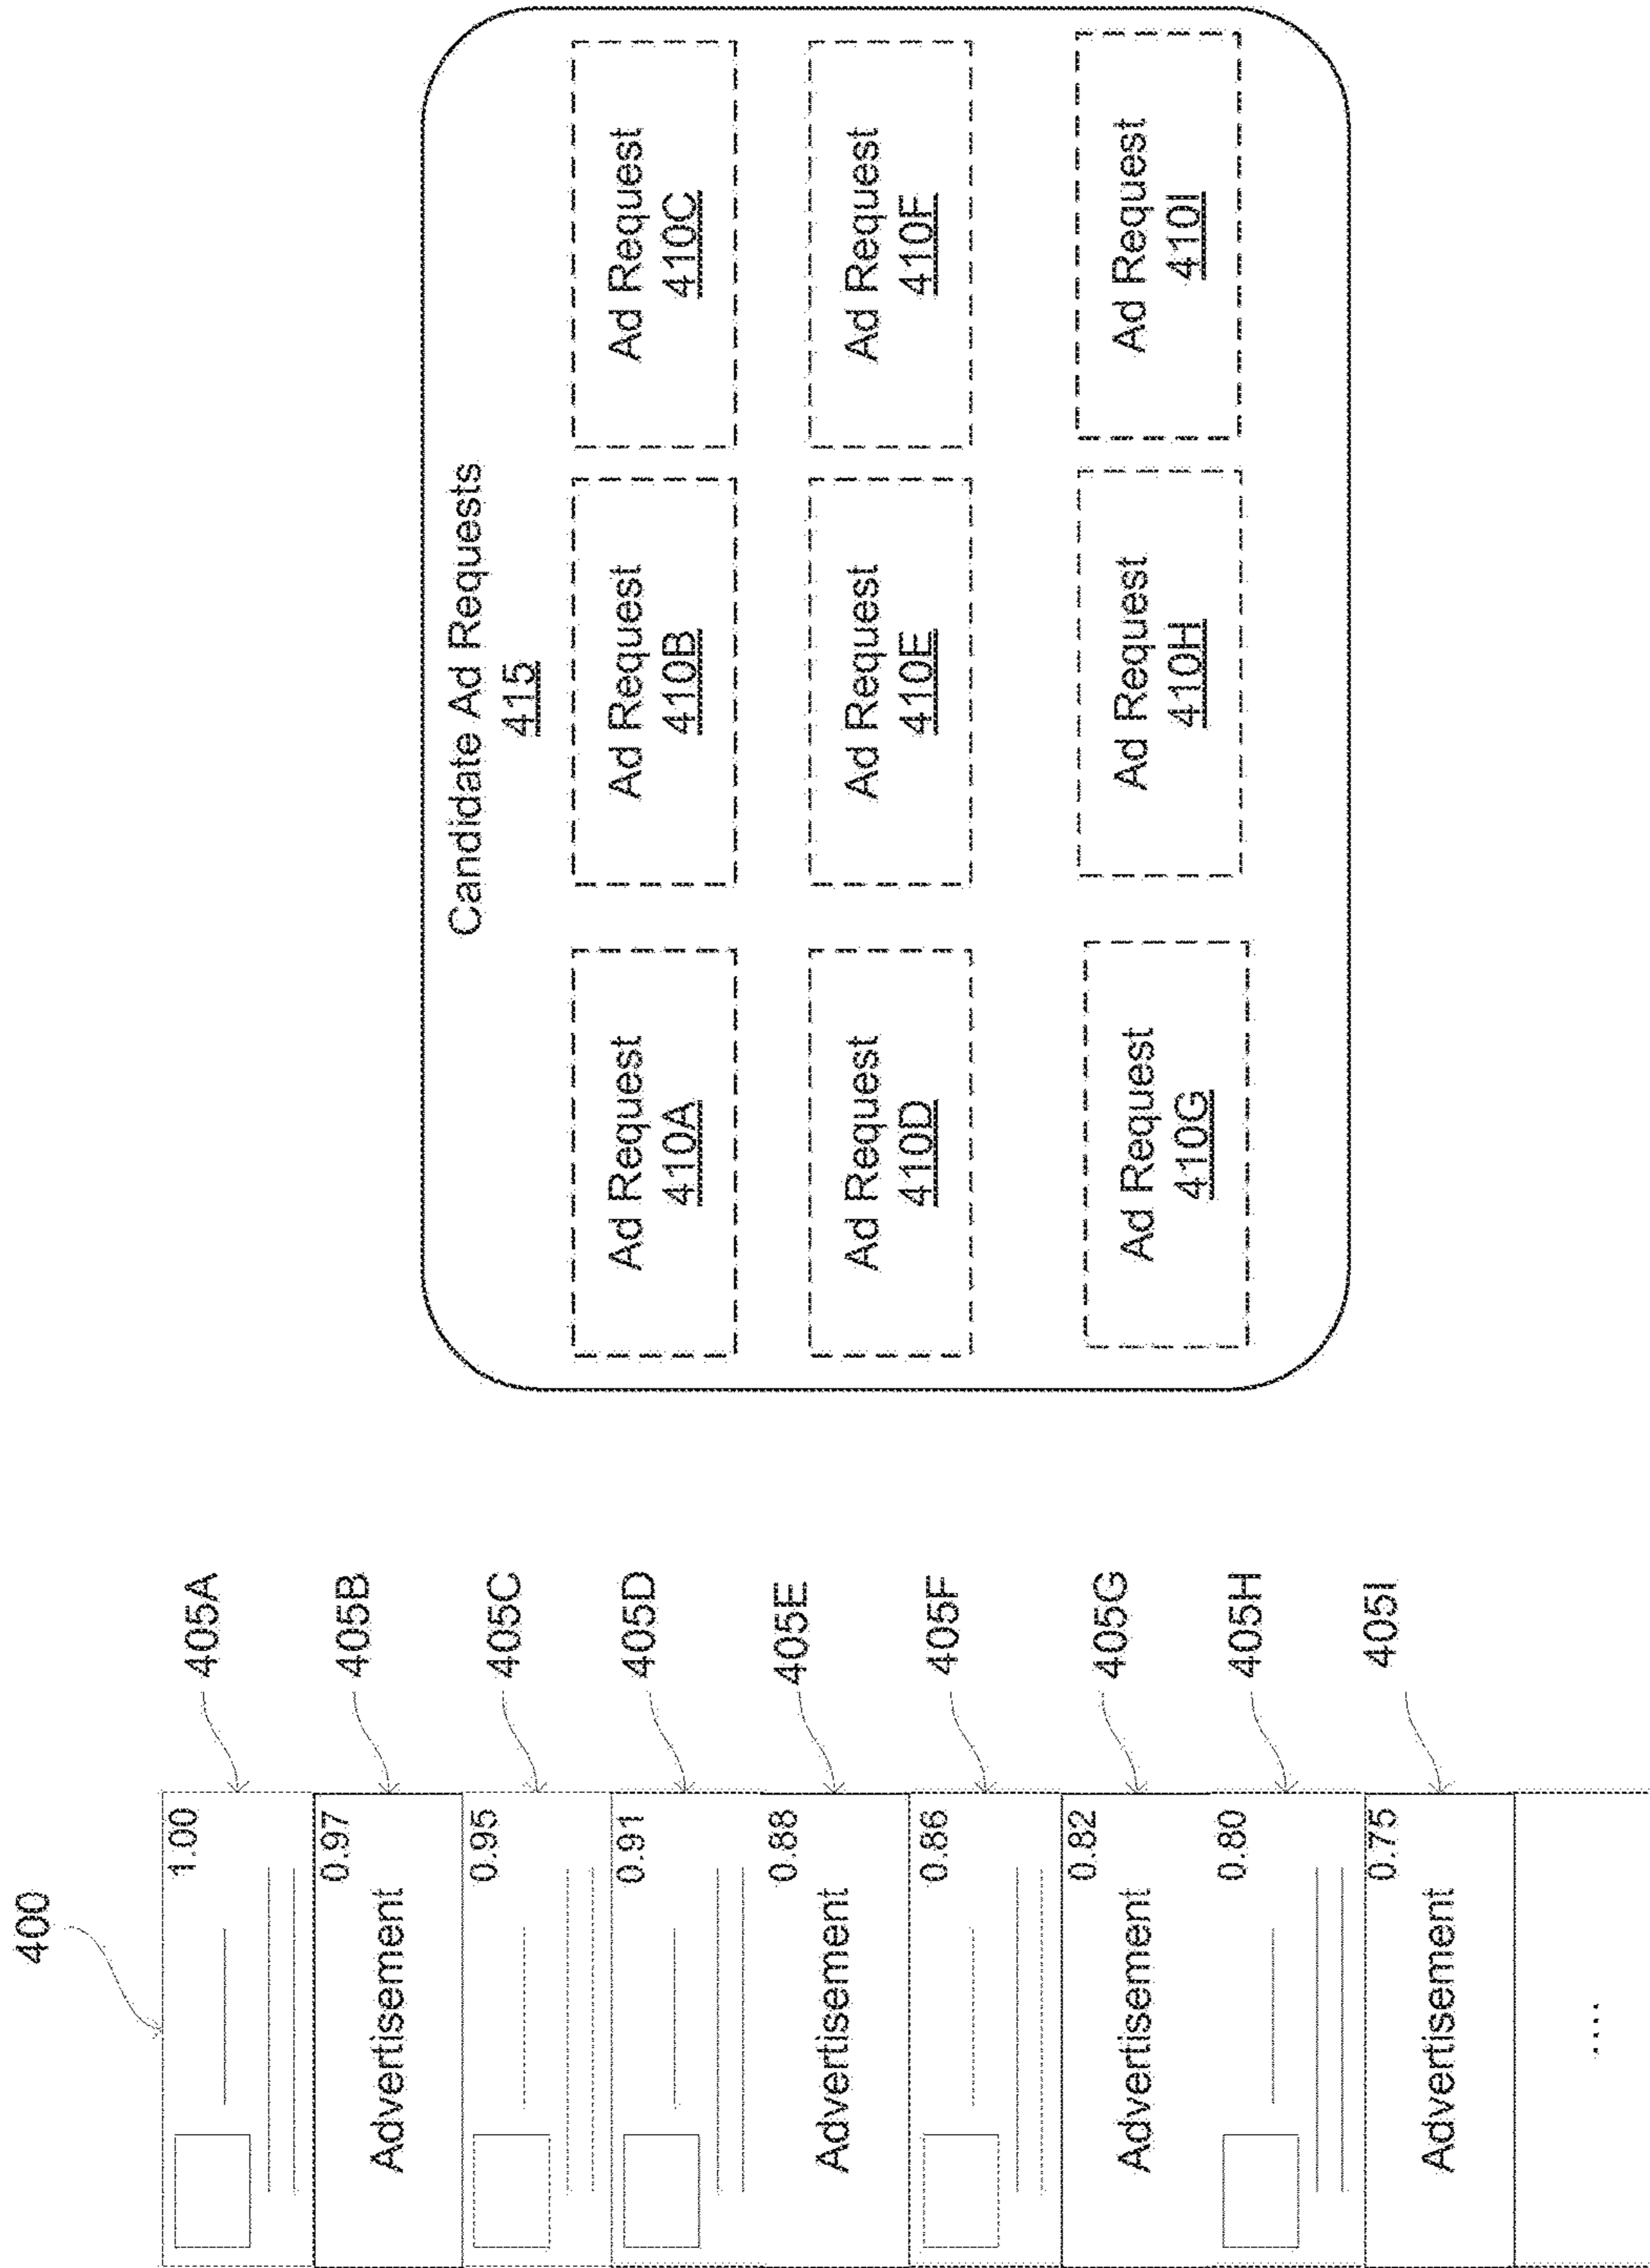 400
1.00
405A
0.97
Advertisement
405B
0.95
405C
0.91
405D
0.88
Advertisement
405E
0.86
405F
0.82
Advertisement
405G
0.80
405H
0.75
Advertisement
405I
....
Candidate Ad Requests
415
Ad Request
410A
Ad Request
410B
Ad Request
410C
Ad Request
410D
Ad Request
410E
Ad Request
410F
Ad Request
410G
Ad Request
410H
Ad Request
410I